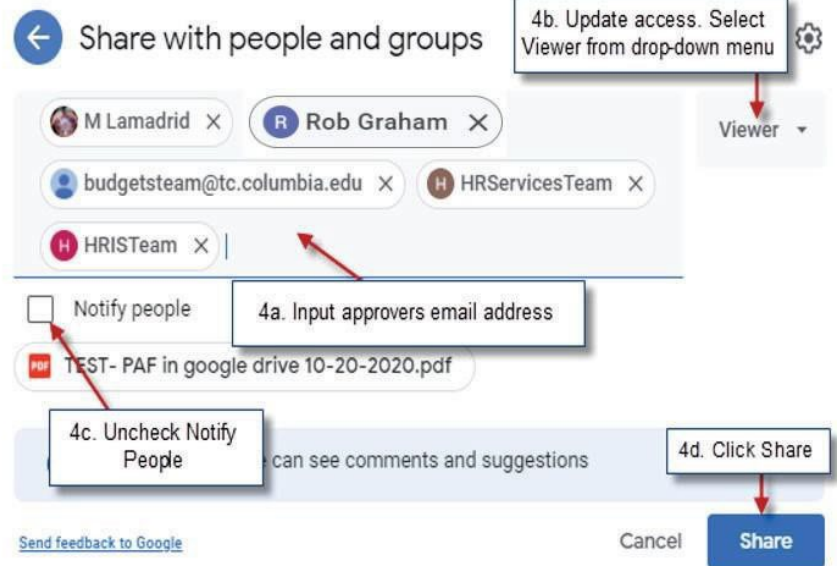 Share with people and groups
4b. Update access. Select
Viewer from drop-down menu
M Lamadrid
R Rob Graham
Viewer
budgetsteam@tc.columbia.edu
H HRServicesTeam
H HRISTeam
Notify people
4a. Input approvers email address
PDF TEST- PAF in google drive 10-20-2020.pdf
4c. Uncheck Notify
People
can see comments and suggestions
4d. Click Share
Send feedback to Google
Cancel
Share